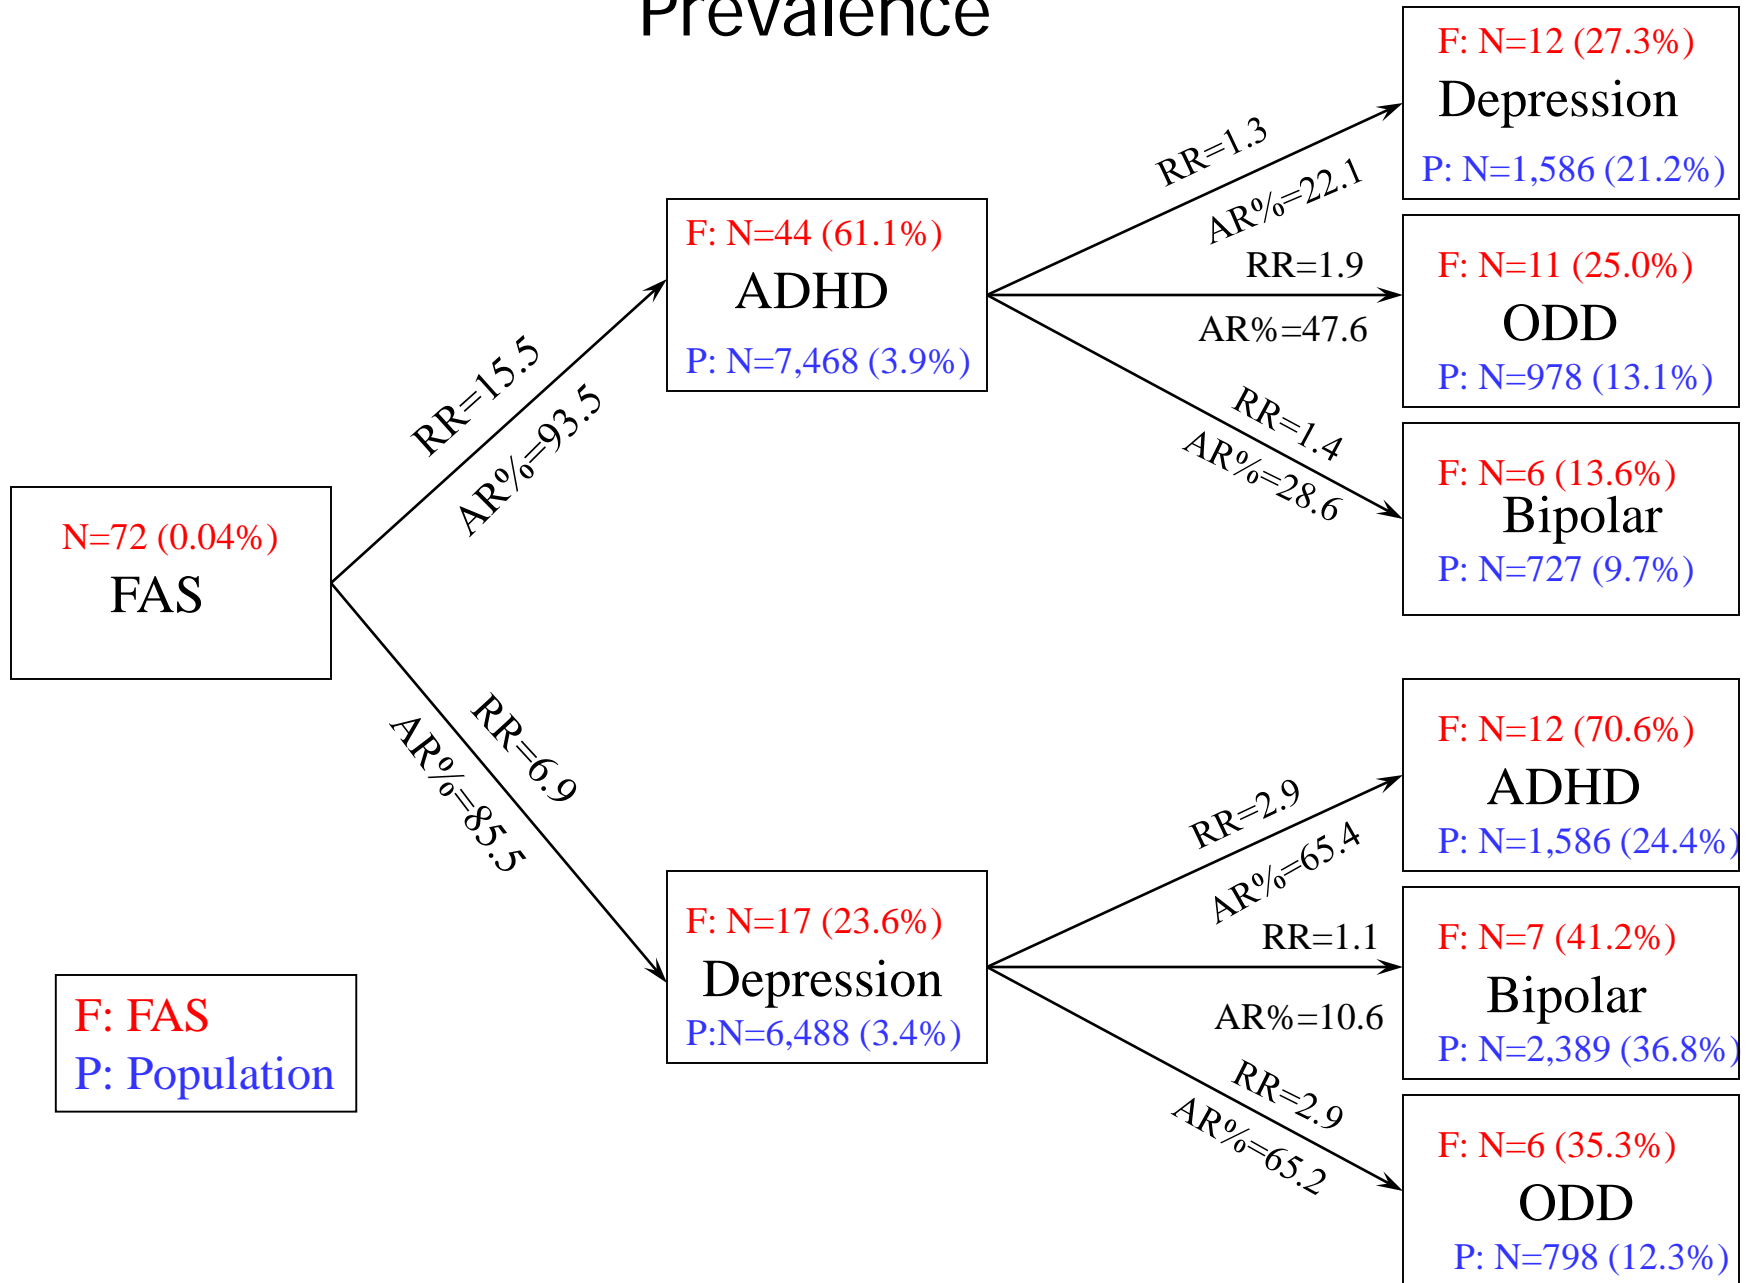 Prevalence
N=72 (0.04%)
FAS
RR=15.5
AR%=93.5
RR=6.9
AR%=85.5
F: N=44 (61.1%)
ADHD
P: N=7,468 (3.9%)
F: N=17 (23.6%)
Depression
P:N=6,488 (3.4%)
RR=1.3
AR%=22.1
RR=1.9
AR%=47.6
RR=1.4
AR%=28.6
F: N=12 (27.3%)
Depression
P: N=1,586 (21.2%)
F: N=11 (25.0%)
ODD
P: N=978 (13.1%)
F: N=6 (13.6%)
Bipolar
P: N=727 (9.7%)
RR=2.9
AR%=65.4
RR=1.1
AR%=10.6
RR=2.9
AR%=65.2
F: N=12 (70.6%)
ADHD
P: N=1,586 (24.4%)
F: N=7 (41.2%)
Bipolar
P: N=2,389 (36.8%)
F: N=6 (35.3%)
ODD
P: N=798 (12.3%)
F: FAS
P: Population